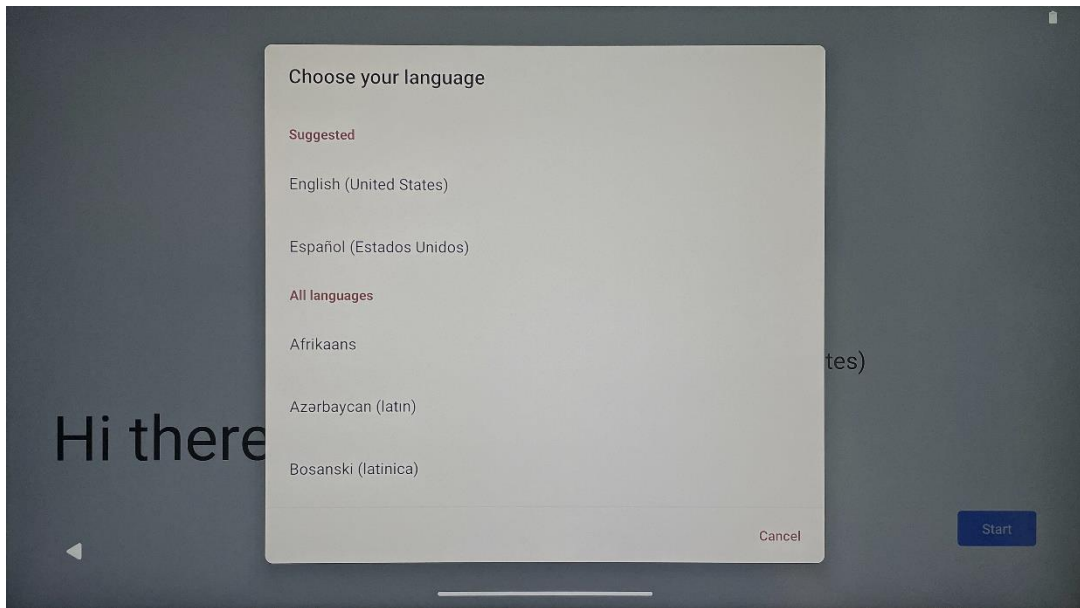 Choose your language
Suggested
English (United States)
Español (Estados Unidos)
All languages
Afrikaans
tes)
Azərbaycan (latın)
Hi there
Bosanski (latinica)
Cancel
Start